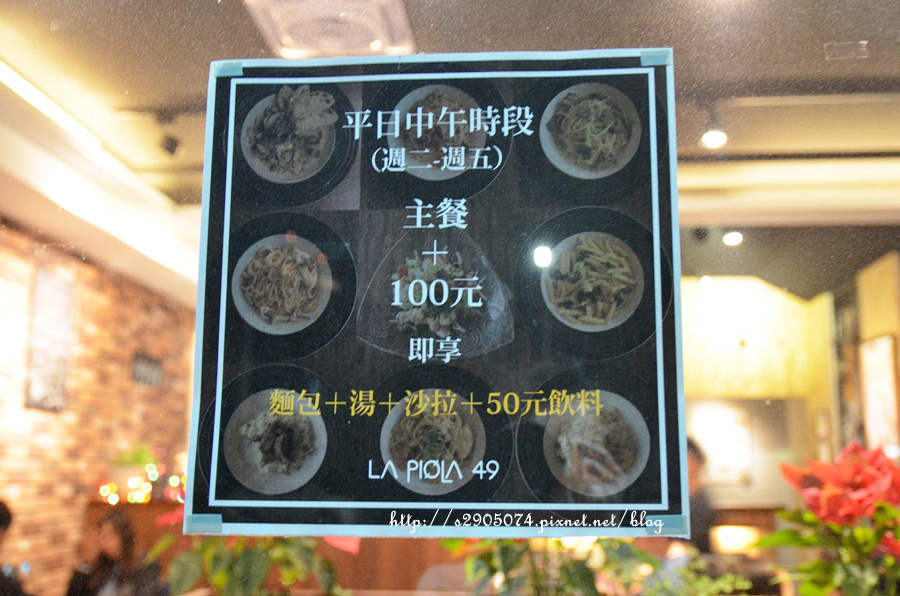 平日中午時段
(週二-週五)
主餐
+
100元
即享
麵包+湯+沙拉+50元飲料
LA PIOLA 49
http://s2905074.pixnet.net/blog